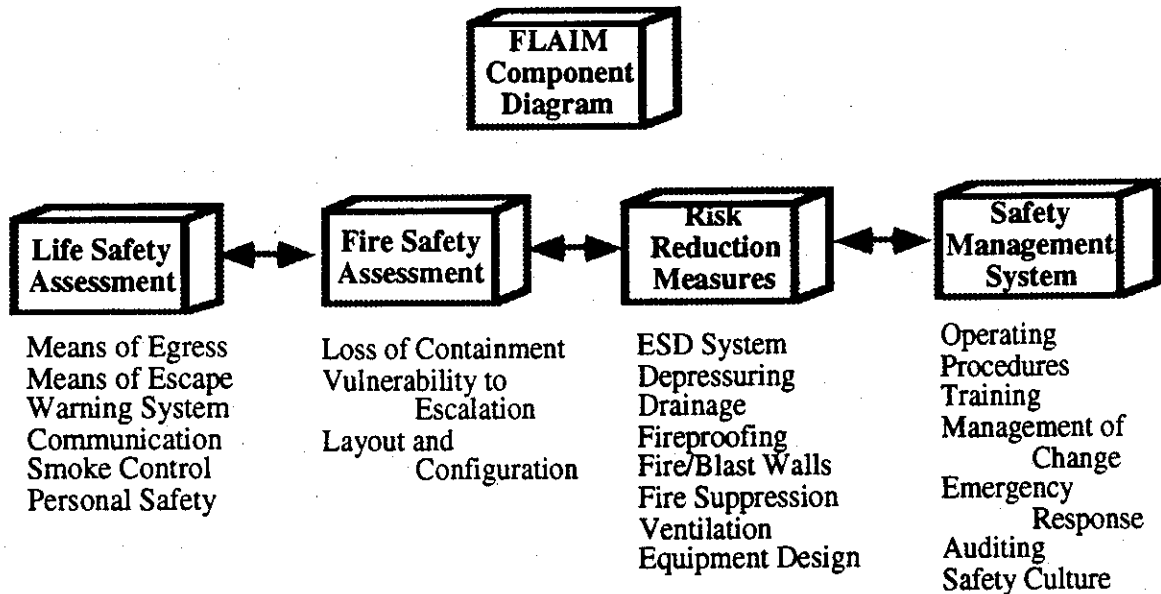 FLAIM
Component
Diagram
Life Safety
Assessment
Means of Egress
Means of Escape
Warning System
Communication
Smoke Control
Personal Safety
Fire Safety
Assessment
Loss of Containment
Vulnerability to
Escalation
Layout and
Configuration
Risk
Reduction
Measures
ESD System
Depressuring
Drainage
Fireproofing
Fire/Blast Walls
Fire Suppression
Ventilation
Equipment Design
Safety
Management
System
Operating
Procedures
Training
Management of
Change
Emergency
Response
Auditing
Safety Culture